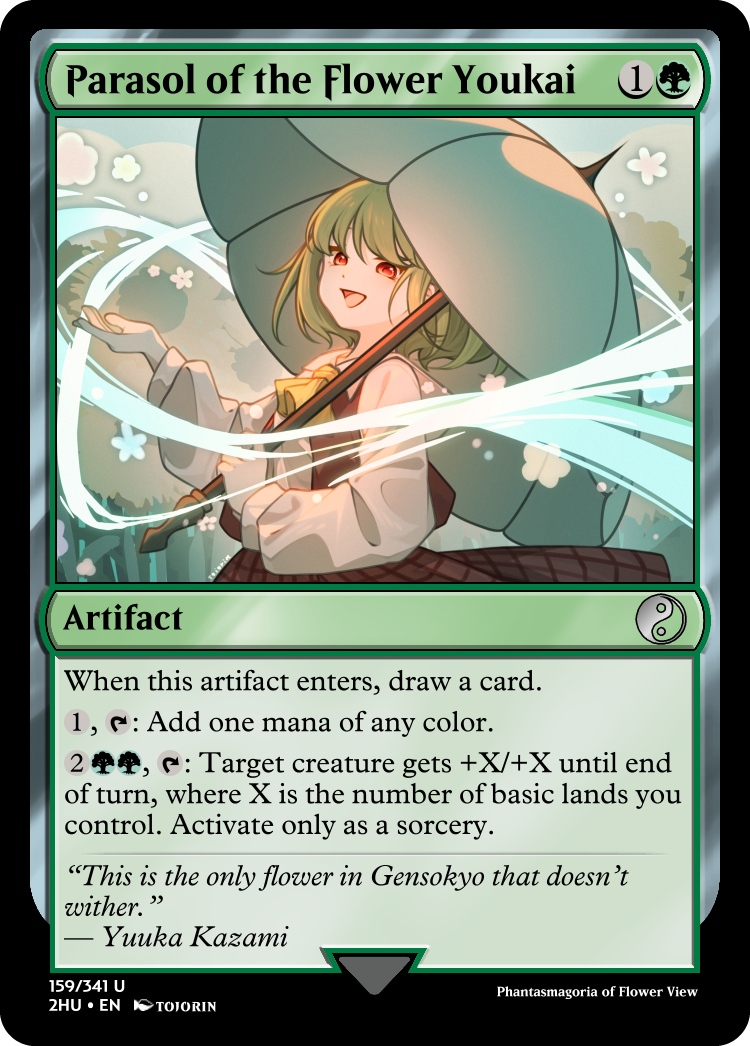 Parasol of the Flower Youkai 1
Artifact
When this artifact enters, draw a card.
1, : Add one mana of any color.
2, : Target creature gets +X/+X until end
of turn, where X is the number of basic lands you
control. Activate only as a sorcery.
“This is the only flower in Gensokyo that doesn’t
wither.”
— Yuuka Kazami
159/341 U
2HU • EN TOJORIN
Phantasmagoria of Flower View